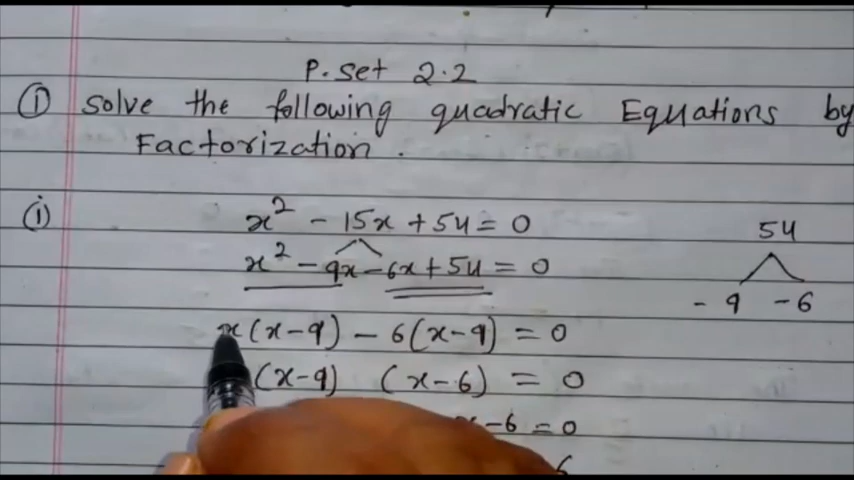 P. set 2.2
① solve the following quadratic Equations by
Factorization.
(i) x² - 15x + 54 = 0
54
x² - 9x - 6x + 54 = 0
- 9 - 6
x(x-9) - 6(x-9) = 0
(x-9) (x-6) = 0
x-6 = 0
6